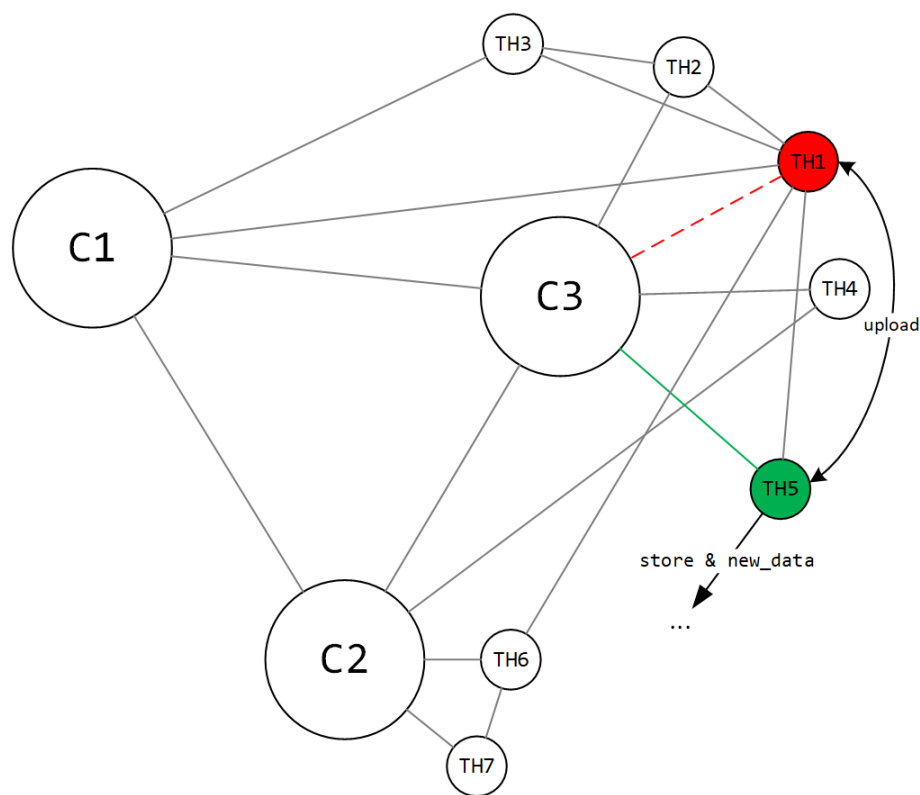 TH3
TH2
TH1
C1
C3
TH4
upload
TH5
store & new_data
...
C2
TH6
TH7